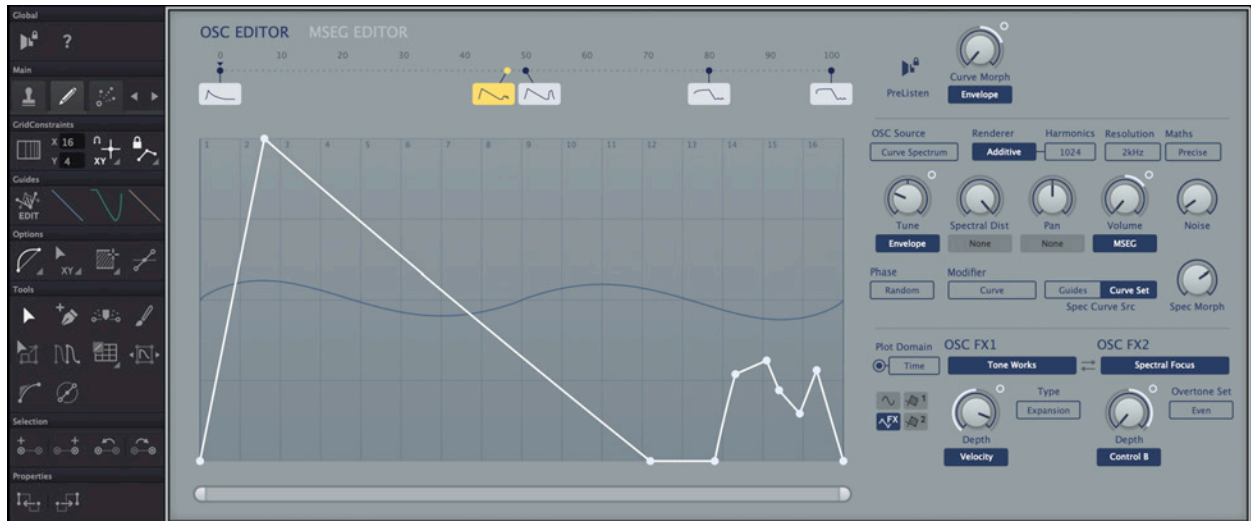 Global
?
Main
GridConstraints
X 16
Y 4
XY
Guides
EDIT
Options
XY
Tools
Selection
Properties
OSC EDITOR MSEG EDITOR
0 10 20 30 40 50 60 70 80 90 100
1 2 3 4 5 6 7 8 9 10 11 12 13 14 15 16
PreListen
Curve Morph
Envelope
OSC Source Renderer Harmonics Resolution Maths
Curve Spectrum Additive 1024 2kHz Precise
Tune Spectral Dist Pan Volume Noise
Envelope None None MSEG
Phase Modifier
Random Curve Guides Curve Set
Spec Curve Src Spec Morph
Plot Domain OSC FX1 OSC FX2
Time Tone Works Spectral Focus
Type Overtone Set
Expansion Even
1
FX 2
Depth Depth
Velocity Control B